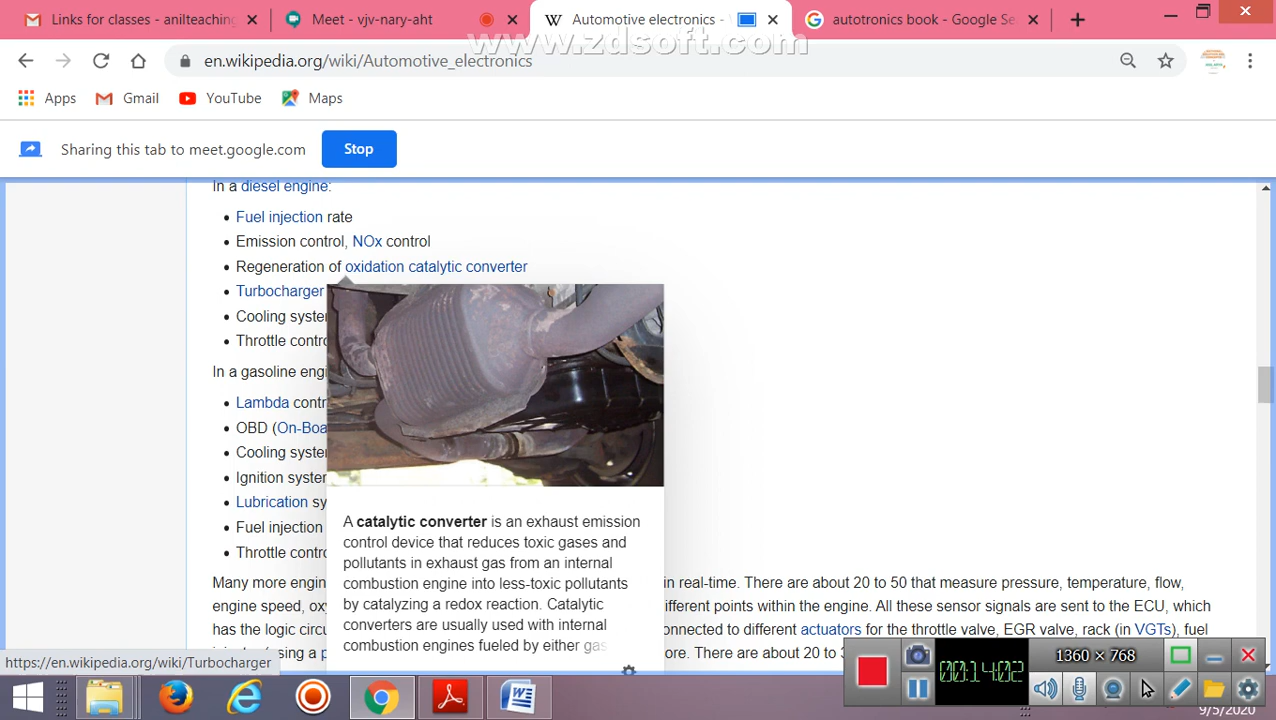 Links for classes - anilteaching
Meet - vjv-nary-aht
Automotive electronics -
autotronics book - Google Se
www.zdsoft.com
en.wikipedia.org/wiki/Automotive_electronics
Apps
Gmail
YouTube
Maps
Sharing this tab to meet.google.com
Stop
In a diesel engine:
Fuel injection rate
Emission control, NOx control
Regeneration of oxidation catalytic converter
Turbocharger
Cooling syste
Throttle contr
In a gasoline eng
Lambda contr
OBD (On-Boa
Cooling syste
Ignition syste
Lubrication sy
Fuel injection
Throttle contr
A catalytic converter is an exhaust emission
control device that reduces toxic gases and
pollutants in exhaust gas from an internal
combustion engine into less-toxic pollutants
by catalyzing a redox reaction. Catalytic
converters are usually used with internal
combustion engines fueled by either gas
Many more engin in real-time. There are about 20 to 50 that measure pressure, temperature, flow,
engine speed, oxy ifferent points within the engine. All these sensor signals are sent to the ECU, which
has the logic circu onnected to different actuators for the throttle valve, EGR valve, rack (in VGTs), fuel
ore. There are about 20 to
https://en.wikipedia.org/wiki/Turbocharger
00:14:02
1360 × 768
9/5/2020